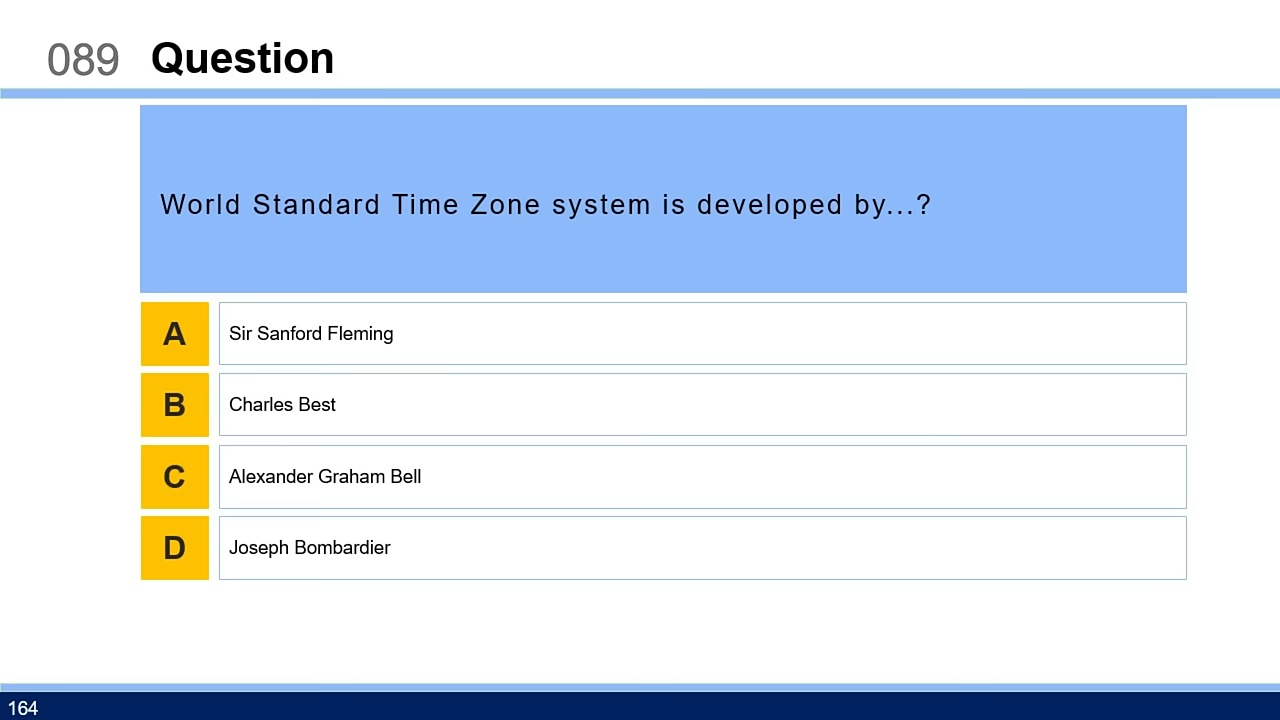 089 Question
World Standard Time Zone system is developed by...?
A Sir Sanford Fleming
B Charles Best
C Alexander Graham Bell
D Joseph Bombardier
164